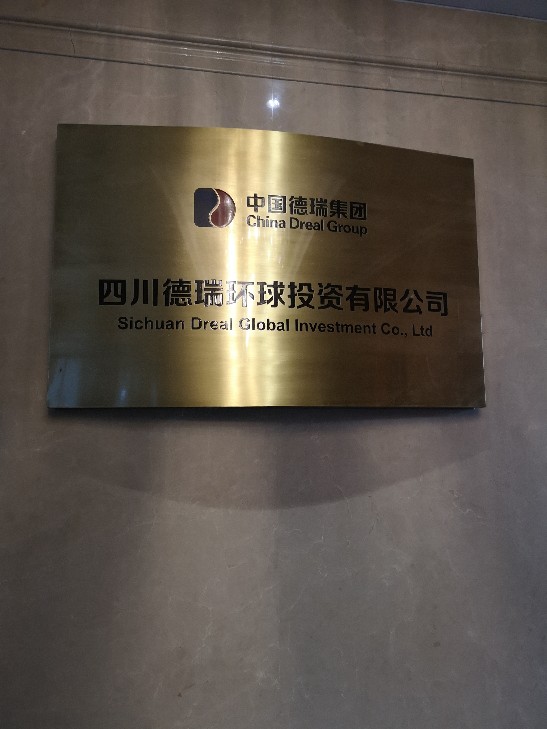 中国德瑞集团
China Dreal Group
四川德瑞环球投资有限公司
Sichuan Dreal Global Investment Co., Ltd